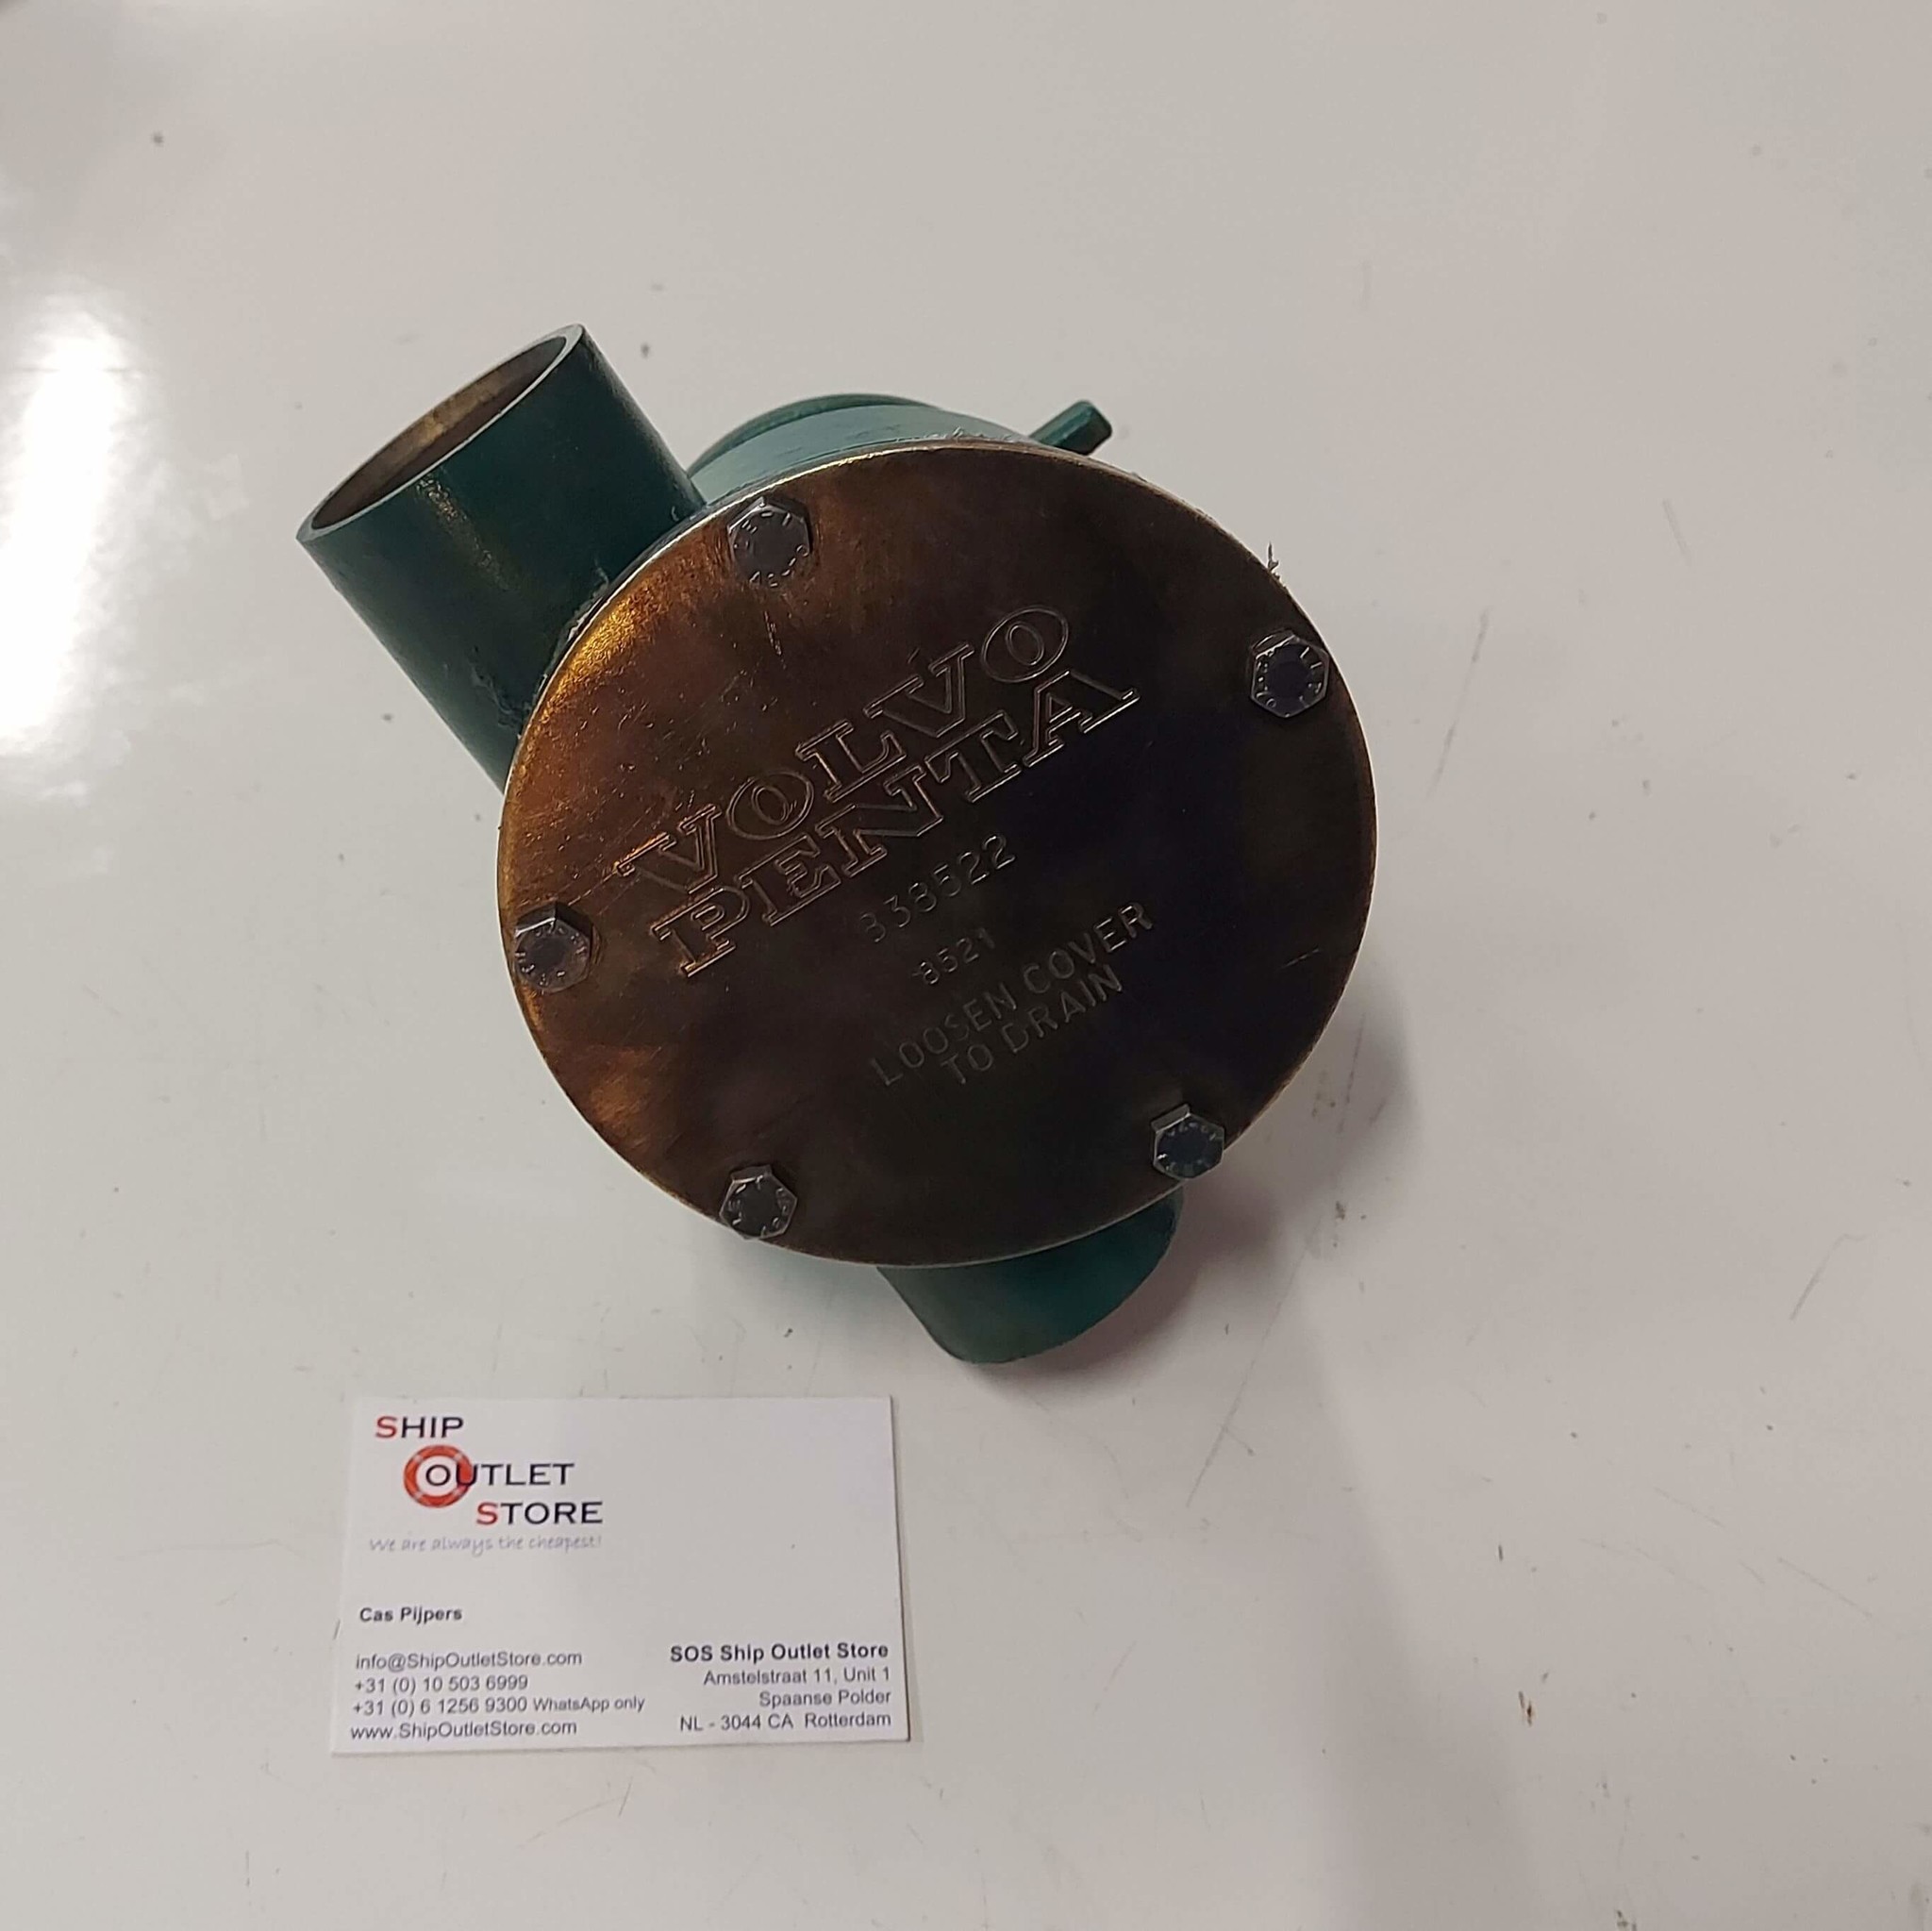 VOLVO
PENTA
338522
8521
LOOSEN COVER
TO DRAIN
SHIP
OUTLET
STORE
We are always the cheapest!
Cas Pijpers
info@ShipOutletStore.com
+31 (0) 10 503 6999
+31 (0) 6 1256 9300 WhatsApp only
www.ShipOutletStore.com
SOS Ship Outlet Store
Amstelstraat 11, Unit 1
Spaanse Polder
NL - 3044 CA Rotterdam